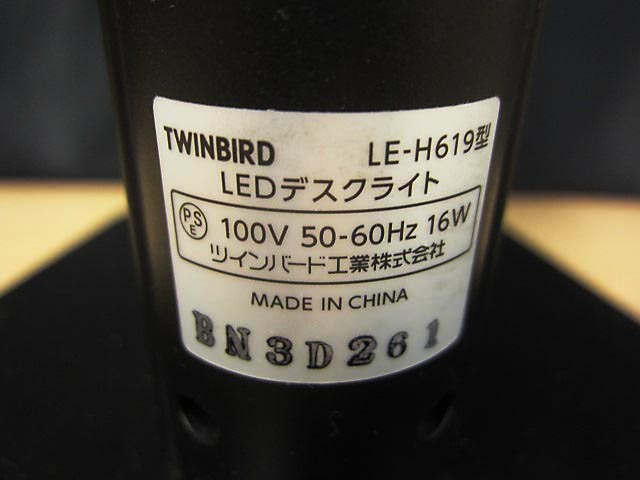 TWINBIRD LE-H619型
LEDデスクライト
PSE 100V 50-60Hz 16W
ツインバード工業株式会社
MADE IN CHINA
BN3D261